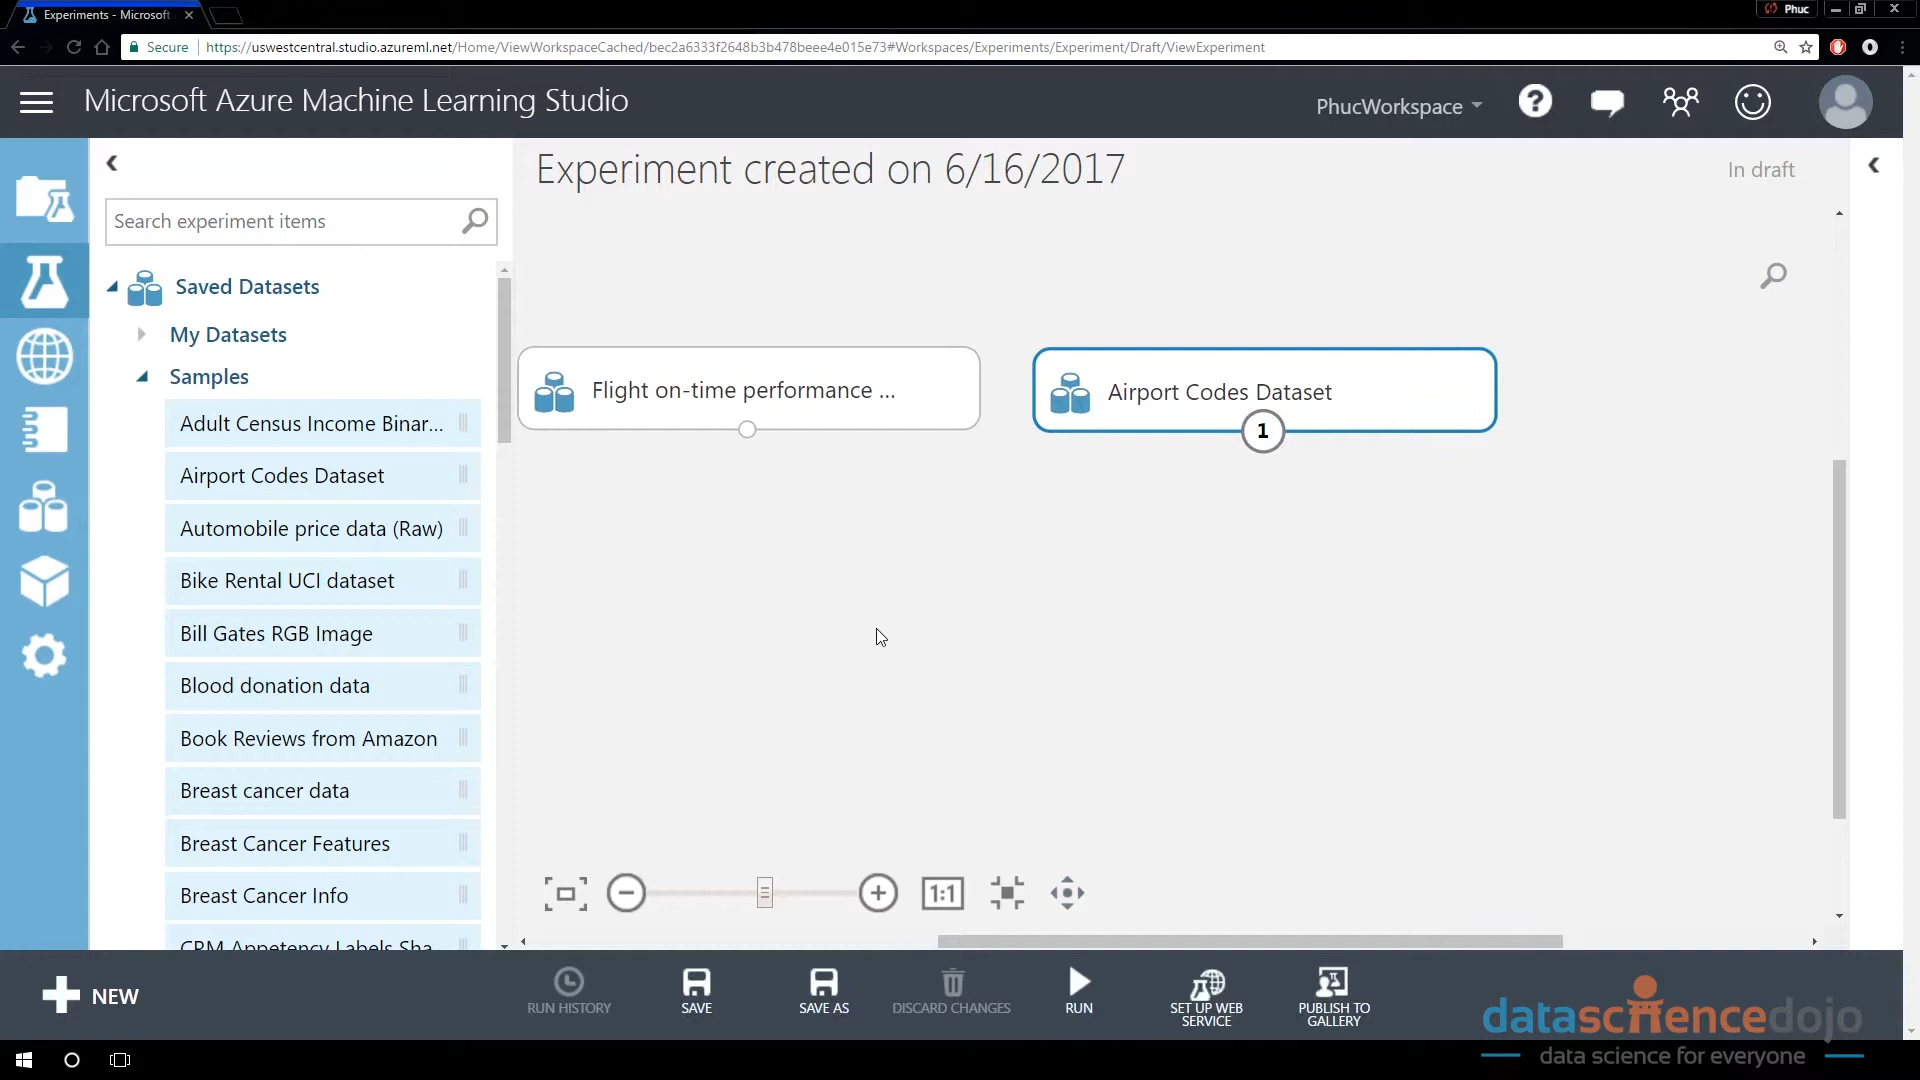 Experiments - Microsoft
Phuc
Secure
https://uswestcentral.studio.azureml.net/Home/ViewWorkspaceCached/bec2a6333f2648b3b478beee4e015e73#Workspaces/Experiments/Experiment/Draft/ViewExperiment
Microsoft Azure Machine Learning Studio
PhucWorkspace
?
Experiment created on 6/16/2017
In draft
Search experiment items
Saved Datasets
My Datasets
Samples
Adult Census Income Binar...
Airport Codes Dataset
Automobile price data (Raw)
Bike Rental UCI dataset
Bill Gates RGB Image
Blood donation data
Book Reviews from Amazon
Breast cancer data
Breast Cancer Features
Breast Cancer Info
CRM Appetency Labels Sha...
Flight on-time performance ...
Airport Codes Dataset
1
1:1
NEW
RUN HISTORY
SAVE
SAVE AS
DISCARD CHANGES
RUN
SET UP WEB
SERVICE
PUBLISH TO
GALLERY
datasciencedojo
data science for everyone